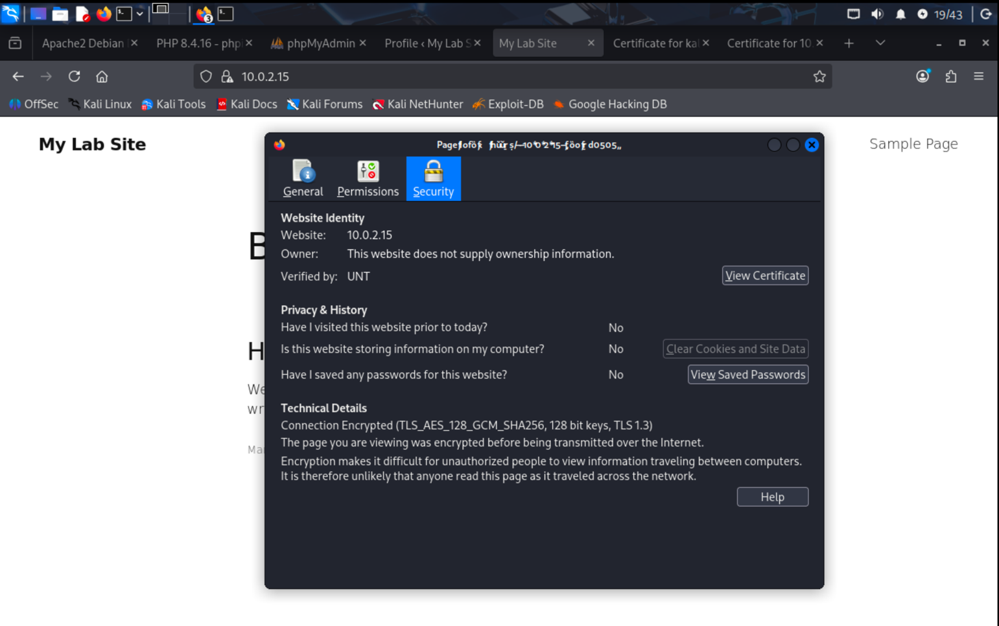 19/43
Apache2 Debian
PHP 8.4.16 - phpi
phpMyAdmin
Profile ‹ My Lab S
My Lab Site
Certificate for kal
Certificate for 10.
10.0.2.15
OffSec
Kali Linux
Kali Tools
Kali Docs
Kali Forums
Kali NetHunter
Exploit-DB
Google Hacking DB
My Lab Site
Sample Page
General
Permissions
Security
Website Identity
Website: 10.0.2.15
Owner: This website does not supply ownership information.
Verified by: UNT
View Certificate
Privacy & History
Have I visited this website prior to today? No
Is this website storing information on my computer? No
Clear Cookies and Site Data
Have I saved any passwords for this website? No
View Saved Passwords
Technical Details
Connection Encrypted (TLS_AES_128_GCM_SHA256, 128 bit keys, TLS 1.3)
The page you are viewing was encrypted before being transmitted over the Internet.
Encryption makes it difficult for unauthorized people to view information traveling between computers.
It is therefore unlikely that anyone read this page as it traveled across the network.
Help
B
H
We
wr
Mar